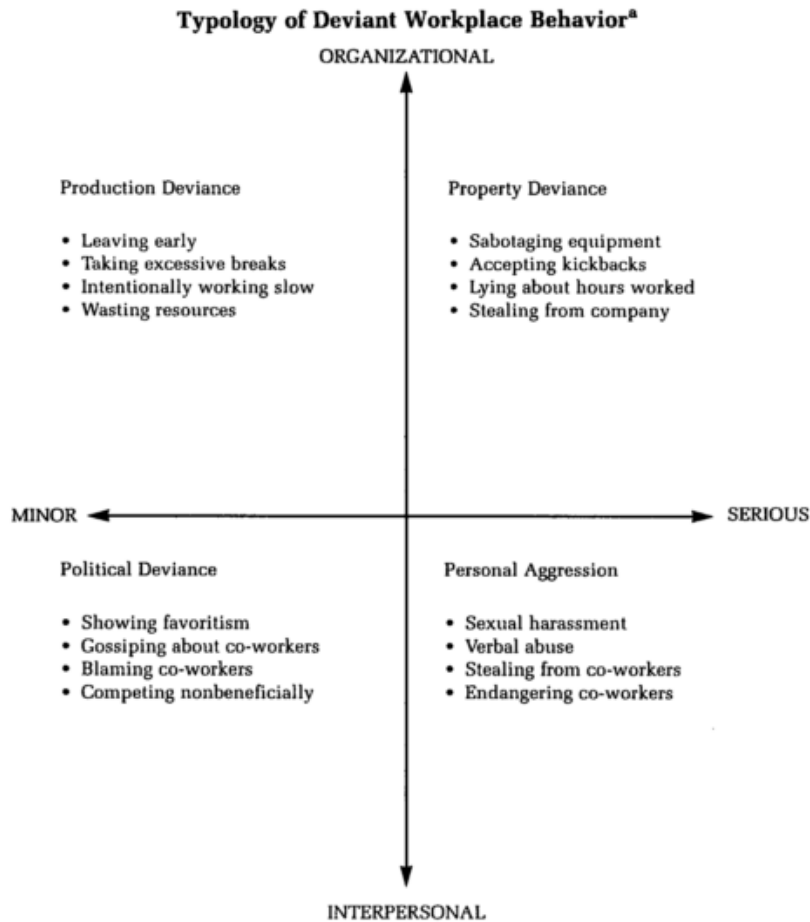 Typology of Deviant Workplace Behaviorᵃ
ORGANIZATIONAL
Production Deviance
• Leaving early
• Taking excessive breaks
• Intentionally working slow
• Wasting resources
Property Deviance
• Sabotaging equipment
• Accepting kickbacks
• Lying about hours worked
• Stealing from company
MINOR
SERIOUS
Political Deviance
• Showing favoritism
• Gossiping about co-workers
• Blaming co-workers
• Competing nonbeneficially
Personal Aggression
• Sexual harassment
• Verbal abuse
• Stealing from co-workers
• Endangering co-workers
INTERPERSONAL